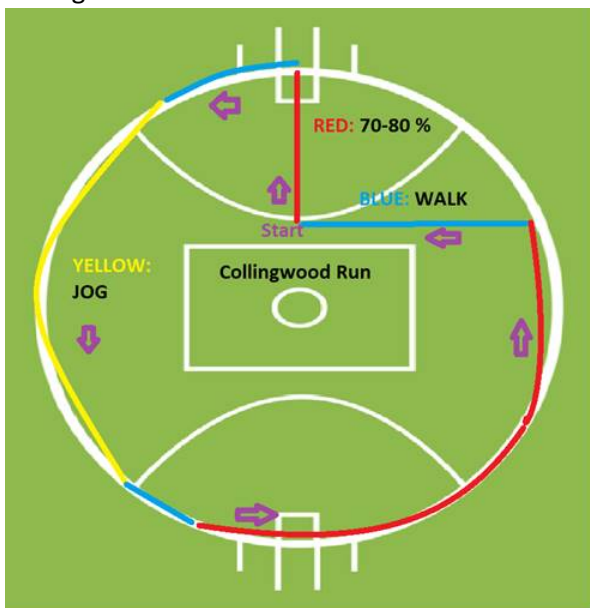 RED: 70-80 %
BLUE: WALK
Start
YELLOW:
JOG
Collingwood Run